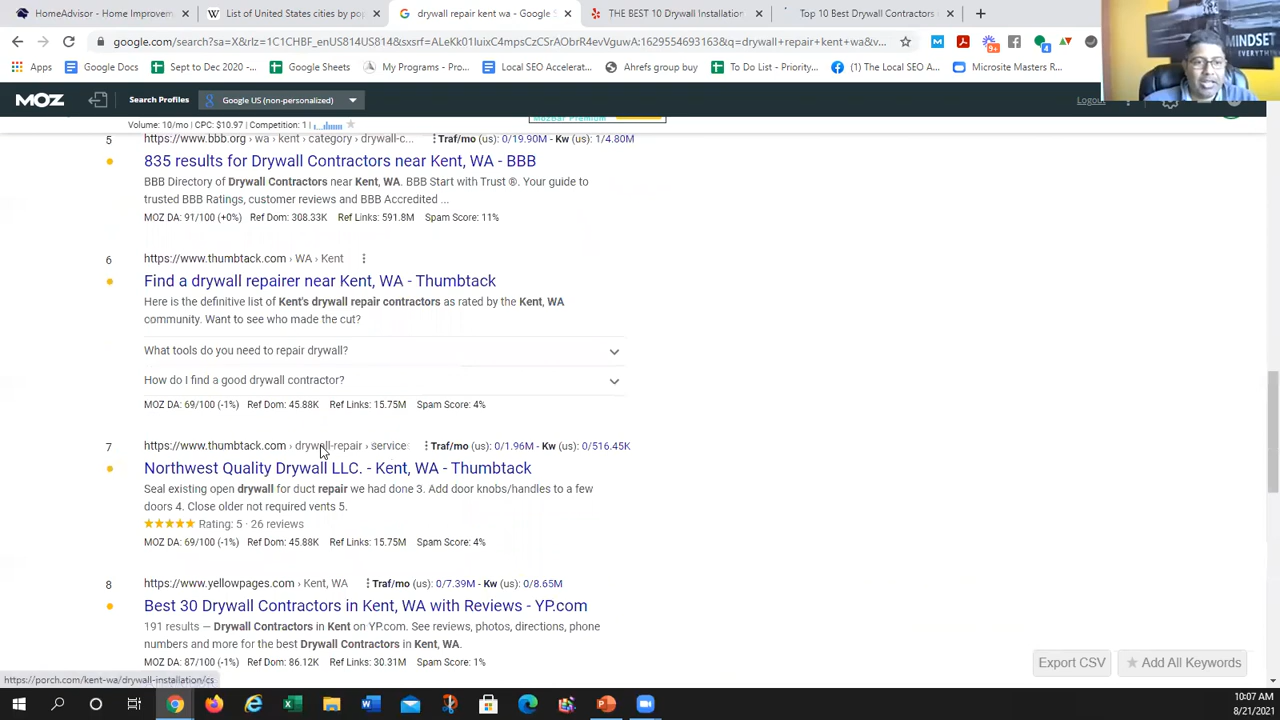 HomeAdvisor - Home Improvem
List of United States cities by po
drywall repair kent wa - Google S
THE BEST 10 Drywall Installation
Top 10 Best Drywall Contractors
google.com/search?sa=X&rlz=1C1CHBF_enUS814US814&sxsrf=ALeKk01IuixC4mpsCzCSrAObrR4evVguwA:1629554693163&q=drywall+repair+kent+wa&v...
Apps
Google Docs
Sept to Dec 2020 -...
Google Sheets
My Programs - Pro...
Local SEO Accelerat...
Ahrefs group buy
To Do List - Priority...
(1) The Local SEO A...
Microsite Masters R...
MINDSET
EVERYTHING
MOZ
Search Profiles
Google US (non-personalized)
Logout
Volume: 10/mo | CPC: $10.97 | Competition: 1
MozBar Premium
5
https://www.bbb.org › wa › kent › category › drywall-c...
Traf/mo (us): 0/19.90M - Kw (us): 1/4.80M
835 results for Drywall Contractors near Kent, WA - BBB
BBB Directory of Drywall Contractors near Kent, WA. BBB Start with Trust ®. Your guide to
trusted BBB Ratings, customer reviews and BBB Accredited ...
MOZ DA: 91/100 (+0%) Ref Dom: 308.33K Ref Links: 591.8M Spam Score: 11%
6
https://www.thumbtack.com › WA › Kent
Find a drywall repairer near Kent, WA - Thumbtack
Here is the definitive list of Kent's drywall repair contractors as rated by the Kent, WA
community. Want to see who made the cut?
What tools do you need to repair drywall?
How do I find a good drywall contractor?
MOZ DA: 69/100 (-1%) Ref Dom: 45.88K Ref Links: 15.75M Spam Score: 4%
7
https://www.thumbtack.com › drywall-repair › service
Traf/mo (us): 0/1.96M - Kw (us): 0/516.45K
Northwest Quality Drywall LLC. - Kent, WA - Thumbtack
Seal existing open drywall for duct repair we had done 3. Add door knobs/handles to a few
doors 4. Close older not required vents 5.
Rating: 5 · 26 reviews
MOZ DA: 69/100 (-1%) Ref Dom: 45.88K Ref Links: 15.75M Spam Score: 4%
8
https://www.yellowpages.com › Kent, WA
Traf/mo (us): 0/7.39M - Kw (us): 0/8.65M
Best 30 Drywall Contractors in Kent, WA with Reviews - YP.com
191 results — Drywall Contractors in Kent on YP.com. See reviews, photos, directions, phone
numbers and more for the best Drywall Contractors in Kent, WA.
MOZ DA: 87/100 (-1%) Ref Dom: 86.12K Ref Links: 30.31M Spam Score: 1%
Export CSV
Add All Keywords
https://porch.com/kent-wa/drywall-installation/cs
10:07 AM
8/21/2021